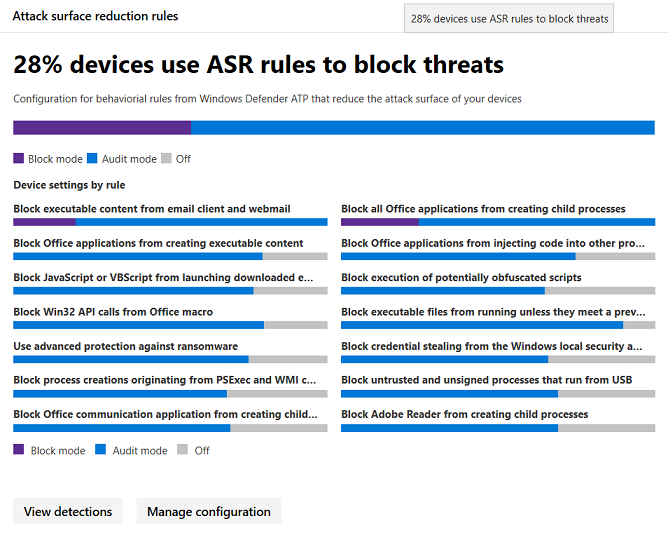 Attack surface reduction rules
28% devices use ASR rules to block threats
28% devices use ASR rules to block threats
Configuration for behaviorial rules from Windows Defender ATP that reduce the attack surface of your devices
Block mode Audit mode Off
Device settings by rule
Block executable content from email client and webmail
Block all Office applications from creating child processes
Block Office applications from creating executable content
Block Office applications from injecting code into other pro...
Block JavaScript or VBScript from launching downloaded e...
Block execution of potentially obfuscated scripts
Block Win32 API calls from Office macro
Block executable files from running unless they meet a prev...
Use advanced protection against ransomware
Block credential stealing from the Windows local security a...
Block process creations originating from PSExec and WMI c...
Block untrusted and unsigned processes that run from USB
Block Office communication application from creating child...
Block Adobe Reader from creating child processes
Block mode Audit mode Off
View detections
Manage configuration